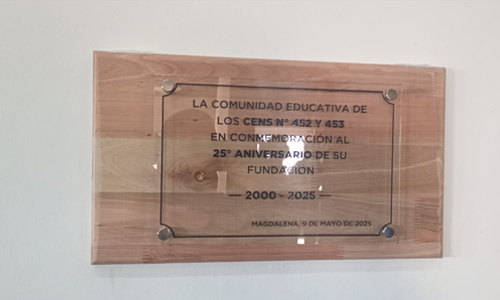 LA COMUNIDAD EDUCATIVA DE
LOS CENS N° 452 Y 453
EN CONMEMORACIÓN AL
25° ANIVERSARIO DE SU
FUNDACIÓN
— 2000 - 2025 —
MAGDALENA, 9 DE MAYO DE 2025